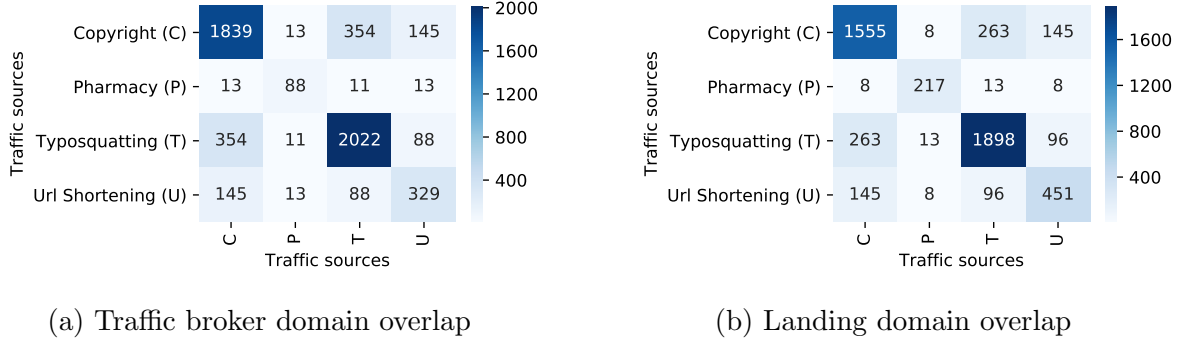 Traffic sources
Copyright (C) 1839 13 354 145
Pharmacy (P) 13 88 11 13
Typosquatting (T) 354 11 2022 88
Url Shortening (U) 145 13 88 329
C P T U
Traffic sources
2000
1600
1200
800
400
(a) Traffic broker domain overlap
Traffic sources
Copyright (C) 1555 8 263 145
Pharmacy (P) 8 217 13 8
Typosquatting (T) 263 13 1898 96
Url Shortening (U) 145 8 96 451
C P T U
Traffic sources
1600
1200
800
400
(b) Landing domain overlap